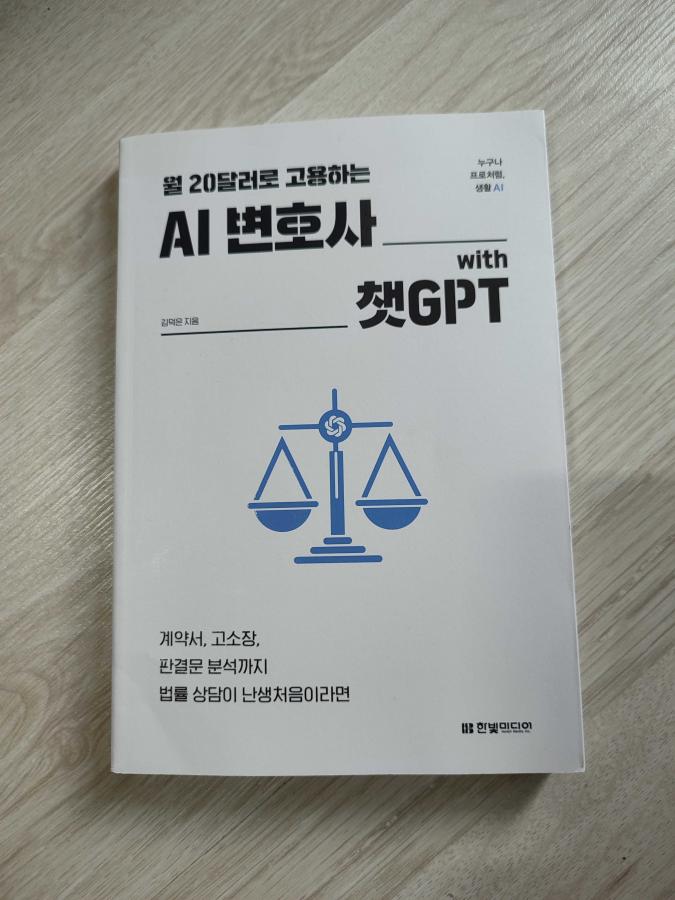 월 20달러로 고용하는
누구나
프로처럼,
생활 AI
AI 변호사
with
챗GPT
김덕은 지음
계약서, 고소장,
판결문 분석까지
법률 상담이 난생처음이라면
한빛미디어
Hanbit Media, Inc.